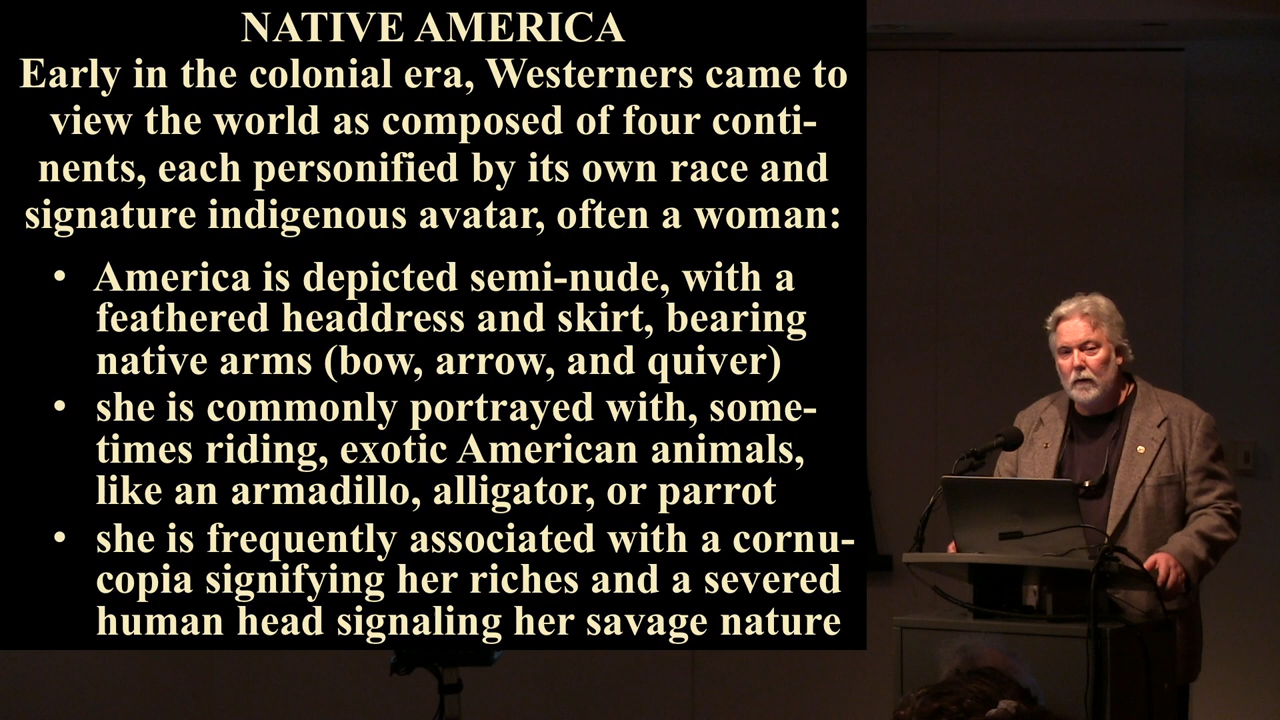 NATIVE AMERICA
Early in the colonial era, Westerners came to
view the world as composed of four conti-
nents, each personified by its own race and
signature indigenous avatar, often a woman:
• America is depicted semi-nude, with a
feathered headdress and skirt, bearing
native arms (bow, arrow, and quiver)
• she is commonly portrayed with, some-
times riding, exotic American animals,
like an armadillo, alligator, or parrot
• she is frequently associated with a cornu-
copia signifying her riches and a severed
human head signaling her savage nature